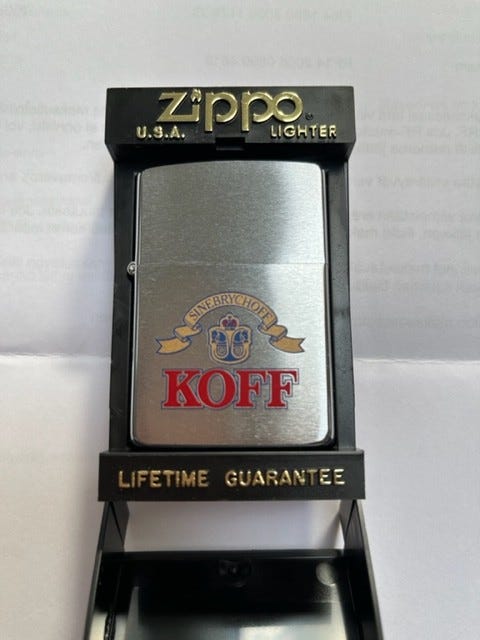 Zippo
U.S.A. LIGHTER
SINEBRYCHOFF
KOFF
LIFETIME GUARANTEE